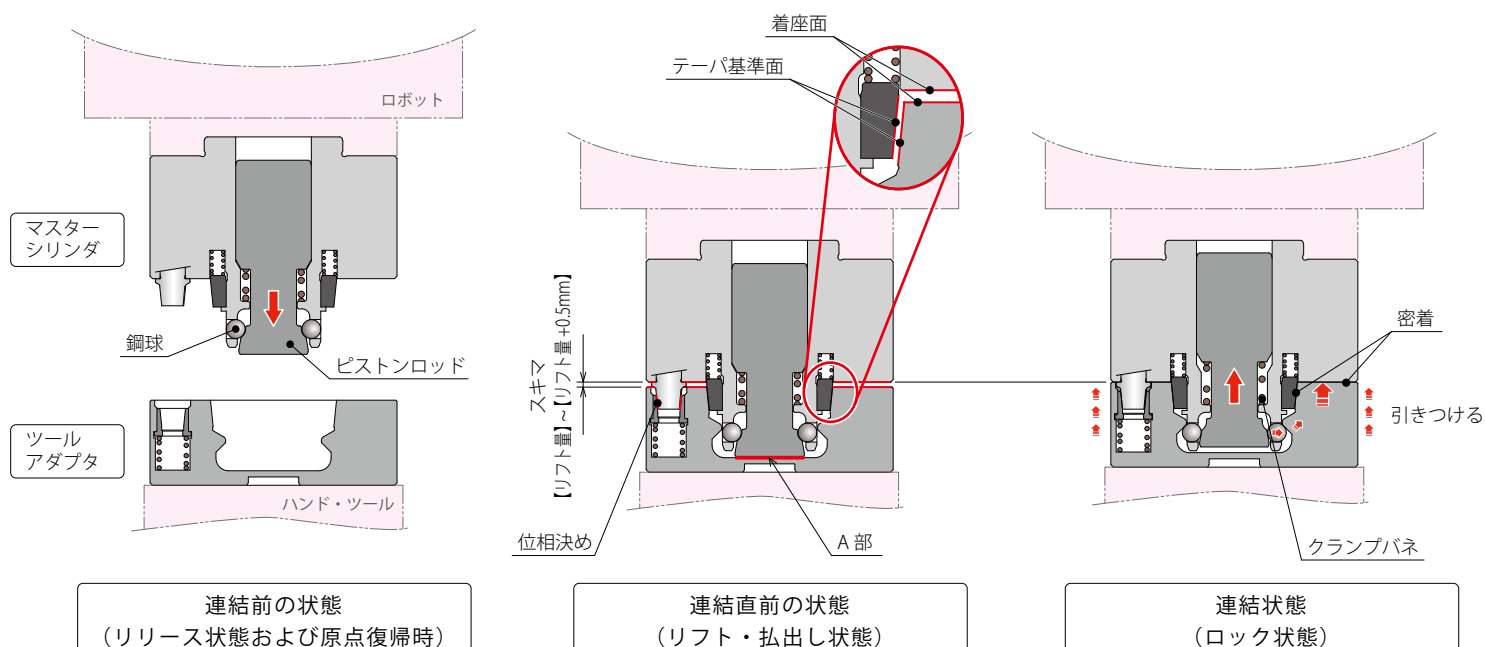 ロボット
マスター
シリンダ
鋼球
ピストンロッド
ツール
アダプタ
ハンド・ツール
連結前の状態
（リリース状態および原点復帰時）
着座面
テーパ基準面
スキマ
【リフト量】~【リフト量+0.5mm】
位相決め
A 部
連結直前の状態
（リフト・払出し状態）
密着
引きつける
クランプバネ
連結状態
（ロック状態）